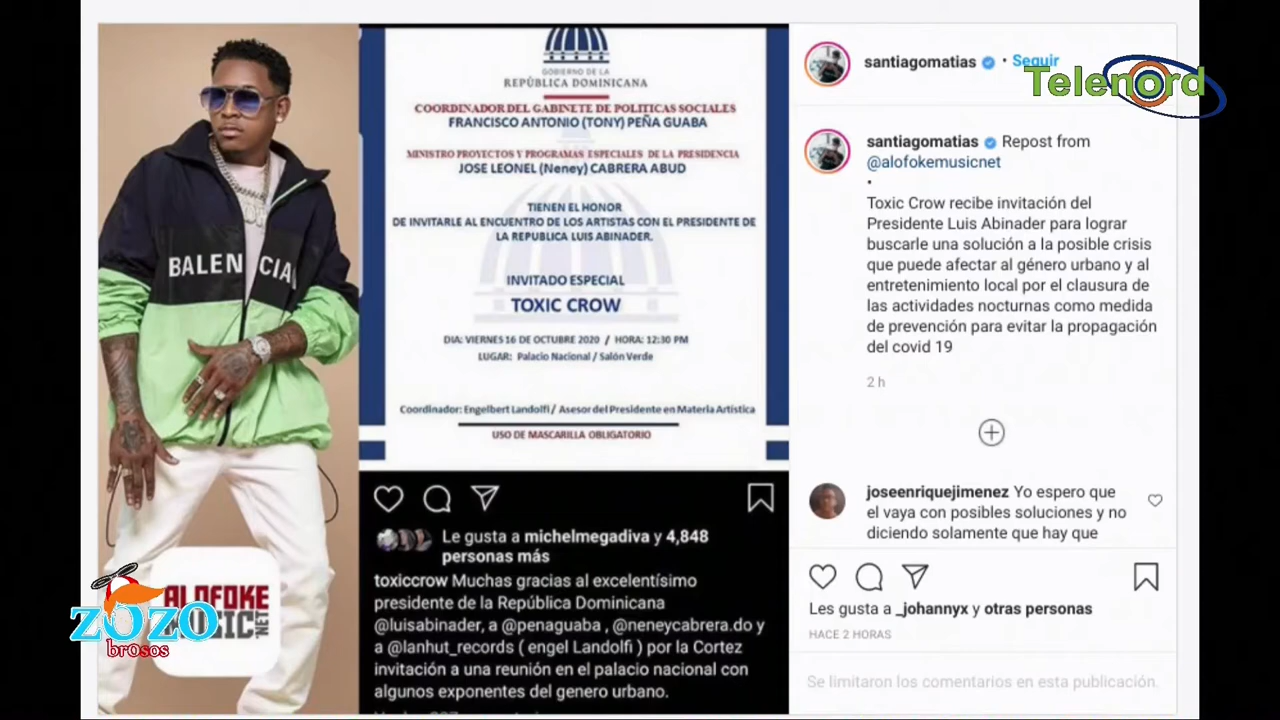 BALENCIA
ALOFOKE
MUSIC.NET
ZOZO
brosos
GOBIERNO DE LA
REPÚBLICA DOMINICANA
COORDINADOR DEL GABINETE DE POLITICAS SOCIALES
FRANCISCO ANTONIO (TONY) PEÑA GUABA
MINISTRO PROYECTOS Y PROGRAMAS ESPECIALES DE LA PRESIDENCIA
JOSE LEONEL (Neney) CABRERA ABUD
TIENEN EL HONOR
DE INVITARLE AL ENCUENTRO DE LOS ARTISTAS CON EL PRESIDENTE DE
LA REPUBLICA LUIS ABINADER.
INVITADO ESPECIAL
TOXIC CROW
DIA: VIERNES 16 DE OCTUBRE 2020 / HORA: 12:30 PM
LUGAR: Palacio Nacional / Salón Verde
Coordinador: Engelbert Landolfi / Asesor del Presidente en Materia Artística
USO DE MASCARILLA OBLIGATORIO
Le gusta a michelmegadiva y 4,848
personas más
toxiccrow Muchas gracias al excelentísimo
presidente de la República Dominicana
@luisabinader, a @penaguaba , @neneycabrera.do y
a @lanhut_records ( engel Landolfi ) por la Cortez
invitación a una reunión en el palacio nacional con
algunos exponentes del genero urbano.
santiagomatias • Seguir
Telenord
santiagomatias Repost from
@alofokemusicnet
•
Toxic Crow recibe invitación del
Presidente Luis Abinader para lograr
buscarle una solución a la posible crisis
que puede afectar al género urbano y al
entretenimiento local por el clausura de
las actividades nocturnas como medida
de prevención para evitar la propagación
del covid 19
2 h
joseenriquejimenez Yo espero que
el vaya con posibles soluciones y no
diciendo solamente que hay que
Les gusta a _johannyx y otras personas
HACE 2 HORAS
Se limitaron los comentarios en esta publicación.